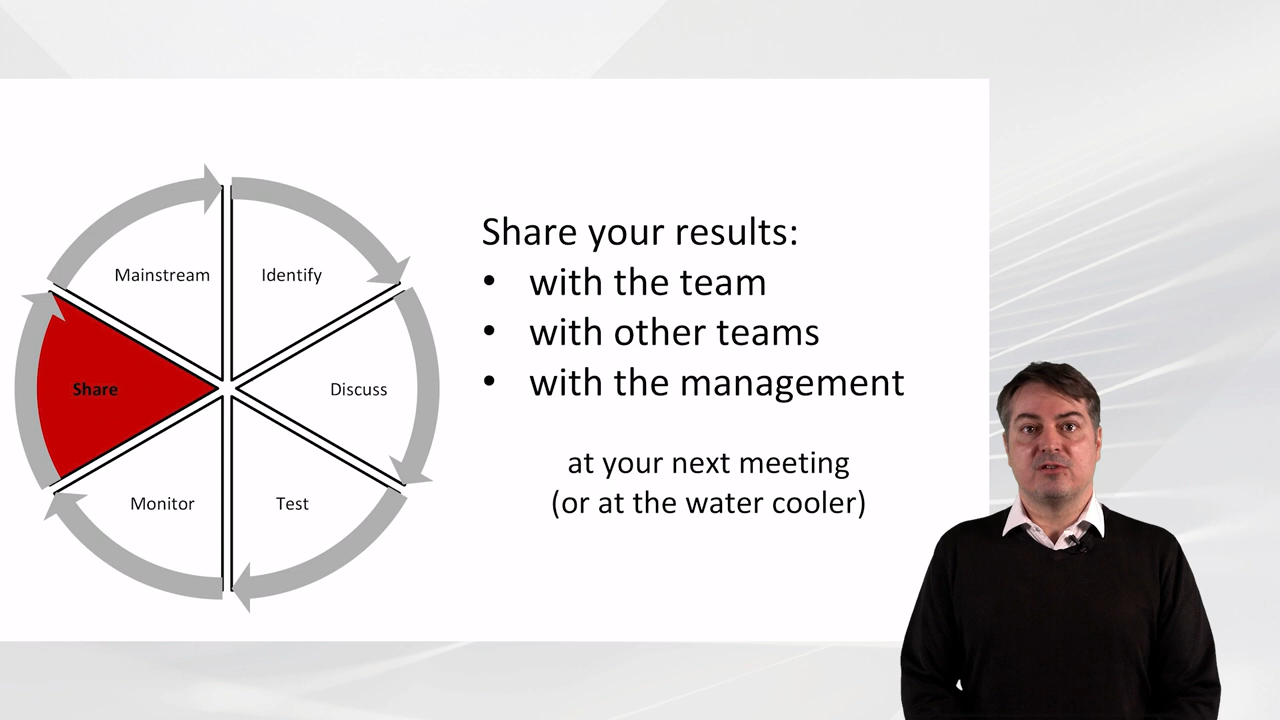 Mainstream
Identify
Share
Discuss
Monitor
Test
Share your results:
• with the team
• with other teams
• with the management
at your next meeting
(or at the water cooler)